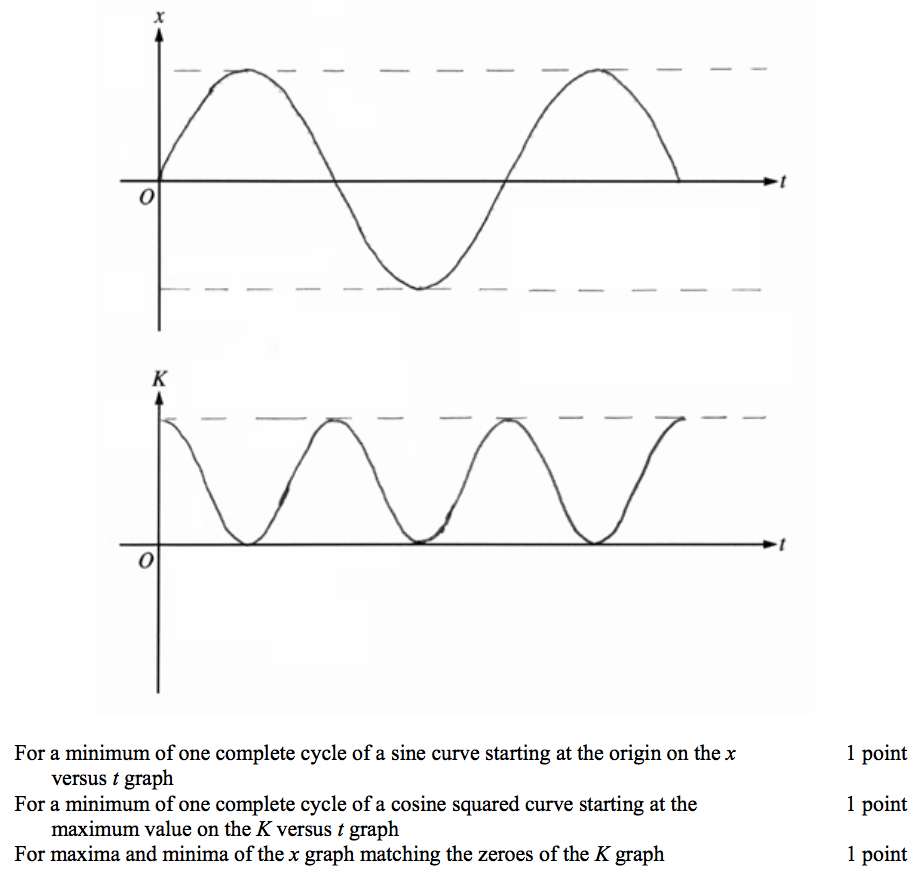 x
t
O
K
t
O
For a minimum of one complete cycle of a sine curve starting at the origin on the x 1 point
versus t graph
For a minimum of one complete cycle of a cosine squared curve starting at the 1 point
maximum value on the K versus t graph
For maxima and minima of the x graph matching the zeroes of the K graph 1 point